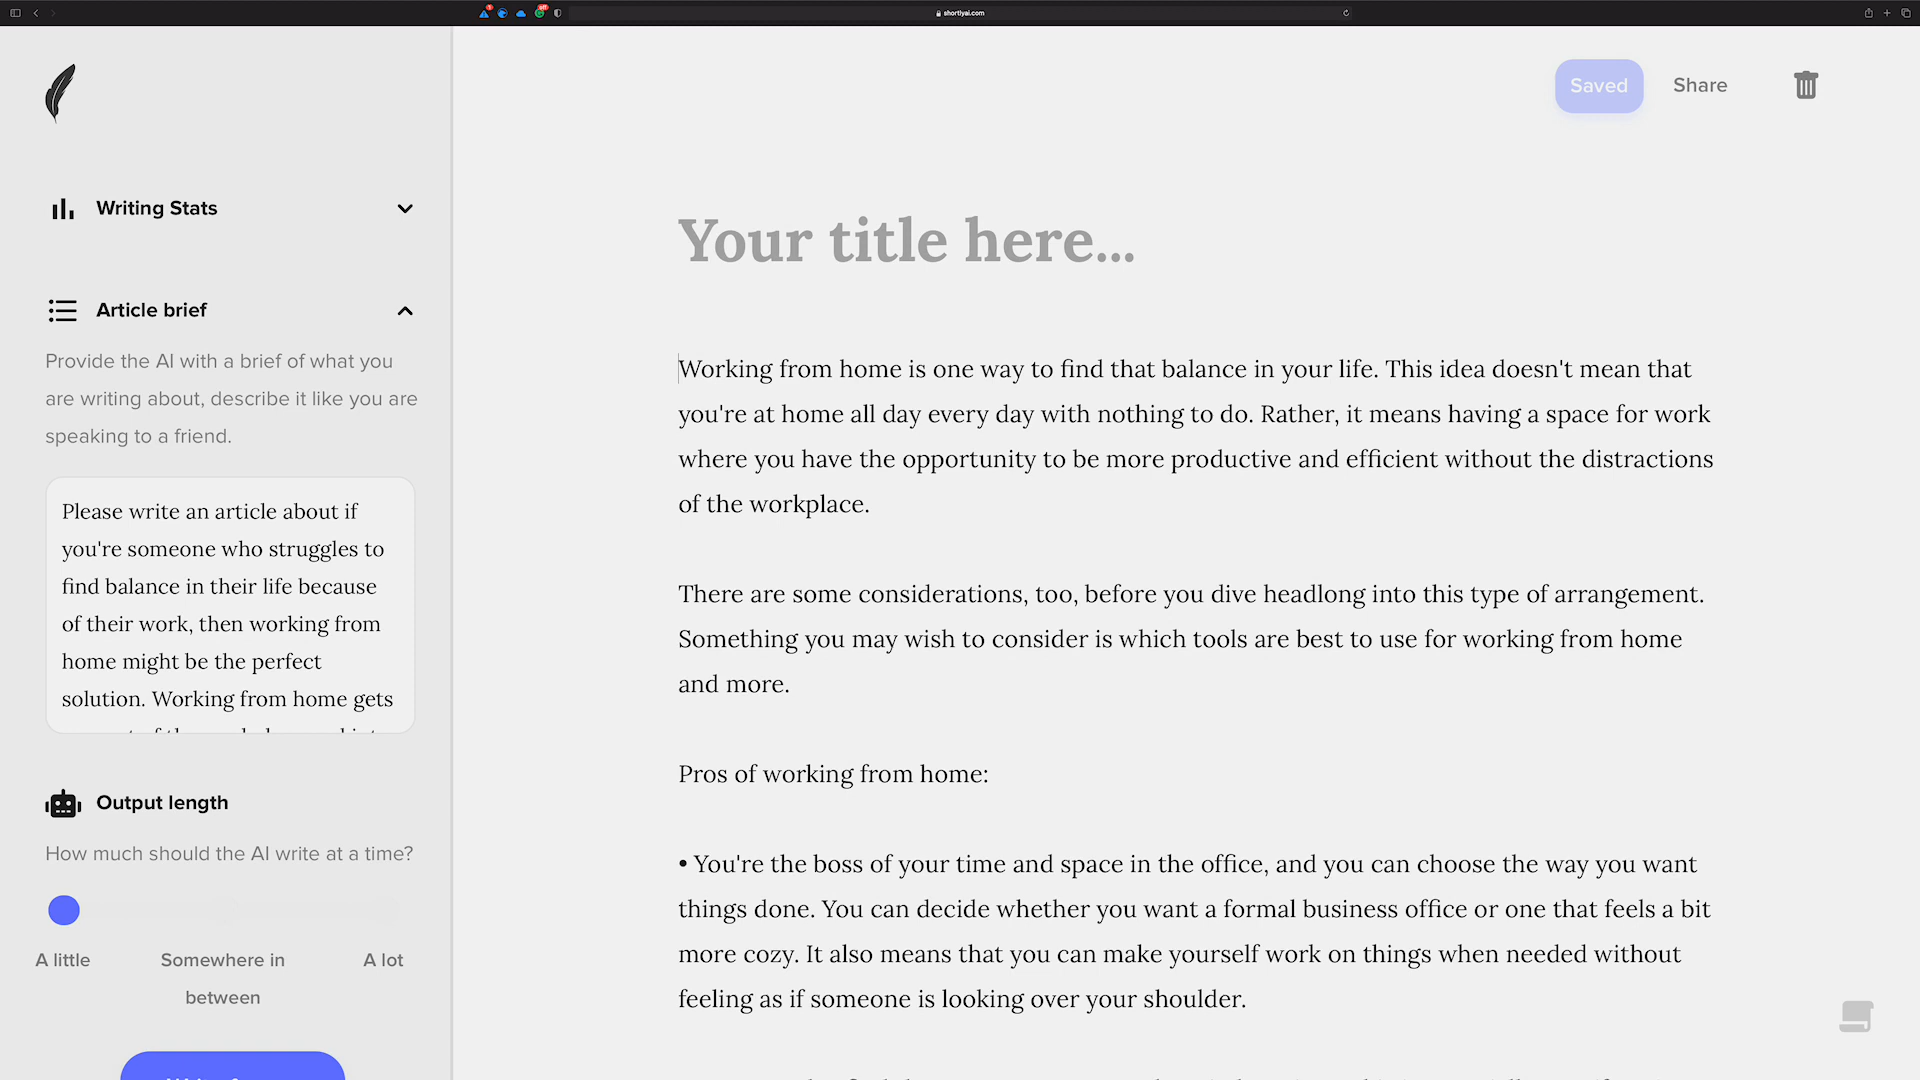 shortlyai.com
Saved
Share
Writing Stats
Article brief
Provide the AI with a brief of what you
are writing about, describe it like you are
speaking to a friend.
Please write an article about if
you're someone who struggles to
find balance in their life because
of their work, then working from
home might be the perfect
solution. Working from home gets
Output length
How much should the AI write at a time?
A little
Somewhere in
between
A lot
Your title here...
Working from home is one way to find that balance in your life. This idea doesn't mean that
you're at home all day every day with nothing to do. Rather, it means having a space for work
where you have the opportunity to be more productive and efficient without the distractions
of the workplace.
There are some considerations, too, before you dive headlong into this type of arrangement.
Something you may wish to consider is which tools are best to use for working from home
and more.
Pros of working from home:
• You're the boss of your time and space in the office, and you can choose the way you want
things done. You can decide whether you want a formal business office or one that feels a bit
more cozy. It also means that you can make yourself work on things when needed without
feeling as if someone is looking over your shoulder.